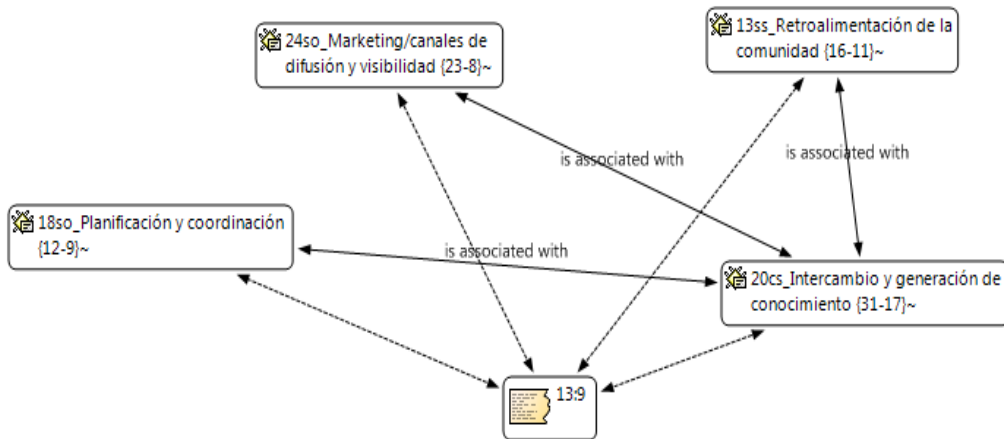 24so_Marketing/canales de
difusión y visibilidad {23-8}~
13ss_Retroalimentación de la
comunidad {16-11}~
is associated with
is associated with
18so_Planificación y coordinación
{12-9}~
is associated with
20cs_Intercambio y generación de
conocimiento {31-17}~
13:9